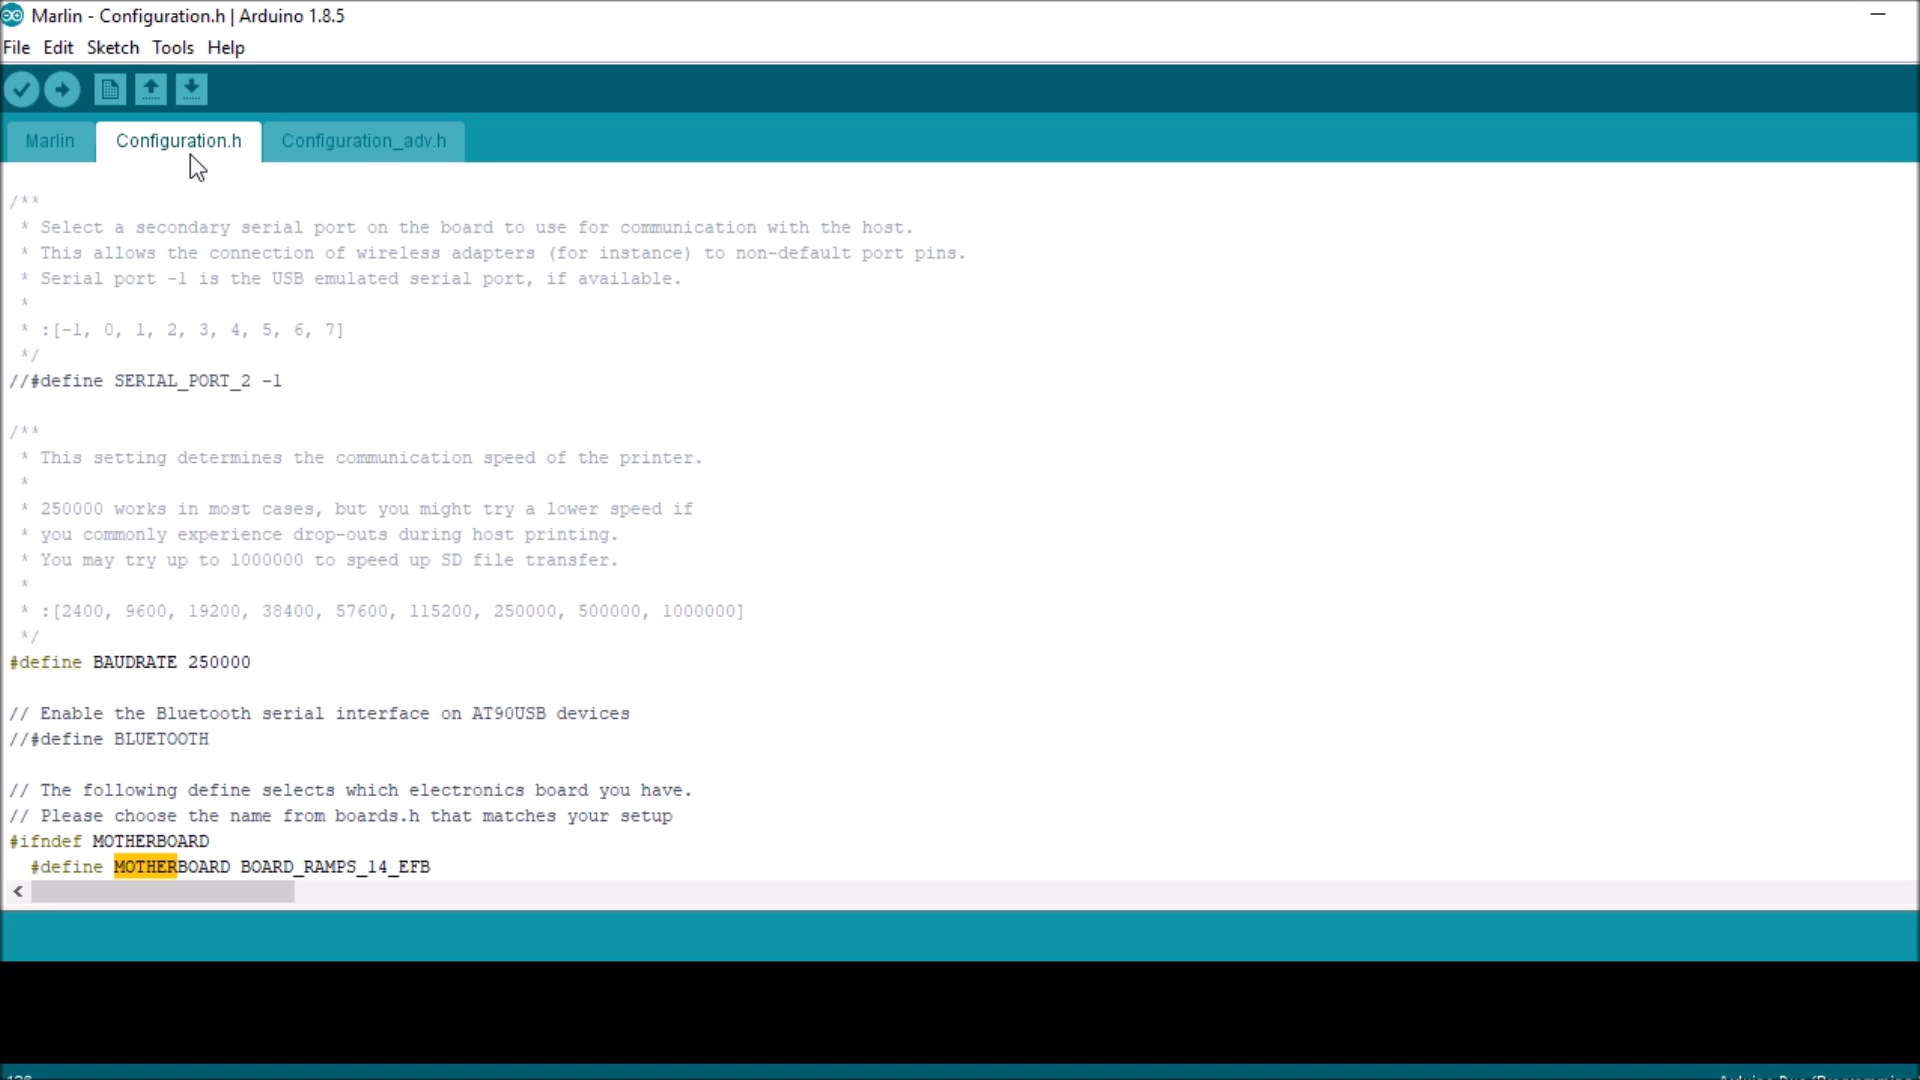 Marlin - Configuration.h | Arduino 1.8.5
File Edit Sketch Tools Help
Marlin Configuration.h Configuration_adv.h
/**
* Select a secondary serial port on the board to use for communication with the host.
* This allows the connection of wireless adapters (for instance) to non-default port pins.
* Serial port -1 is the USB emulated serial port, if available.
*
* :[-1, 0, 1, 2, 3, 4, 5, 6, 7]
*/
//#define SERIAL_PORT_2 -1
/**
* This setting determines the communication speed of the printer.
*
* 250000 works in most cases, but you might try a lower speed if
* you commonly experience drop-outs during host printing.
* You may try up to 1000000 to speed up SD file transfer.
*
* :[2400, 9600, 19200, 38400, 57600, 115200, 250000, 500000, 1000000]
*/
#define BAUDRATE 250000
// Enable the Bluetooth serial interface on AT90USB devices
//#define BLUETOOTH
// The following define selects which electronics board you have.
// Please choose the name from boards.h that matches your setup
#ifndef MOTHERBOARD
#define MOTHERBOARD BOARD_RAMPS_14_EFB